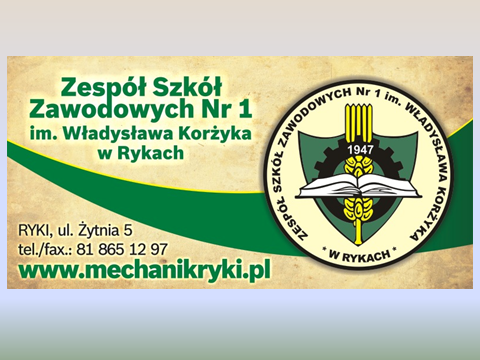 Zespół Szkół
Zawodowych Nr 1
im. Władysława Korżyka
w Rykach
RYKI, ul. Żytnia 5
tel./fax.: 81 865 12 97
www.mechanikryki.pl
ZESPÓŁ SZKÓŁ ZAWODOWYCH Nr 1 im. WŁADYSŁAWA KORŻYKA
1947
* W RYKACH *